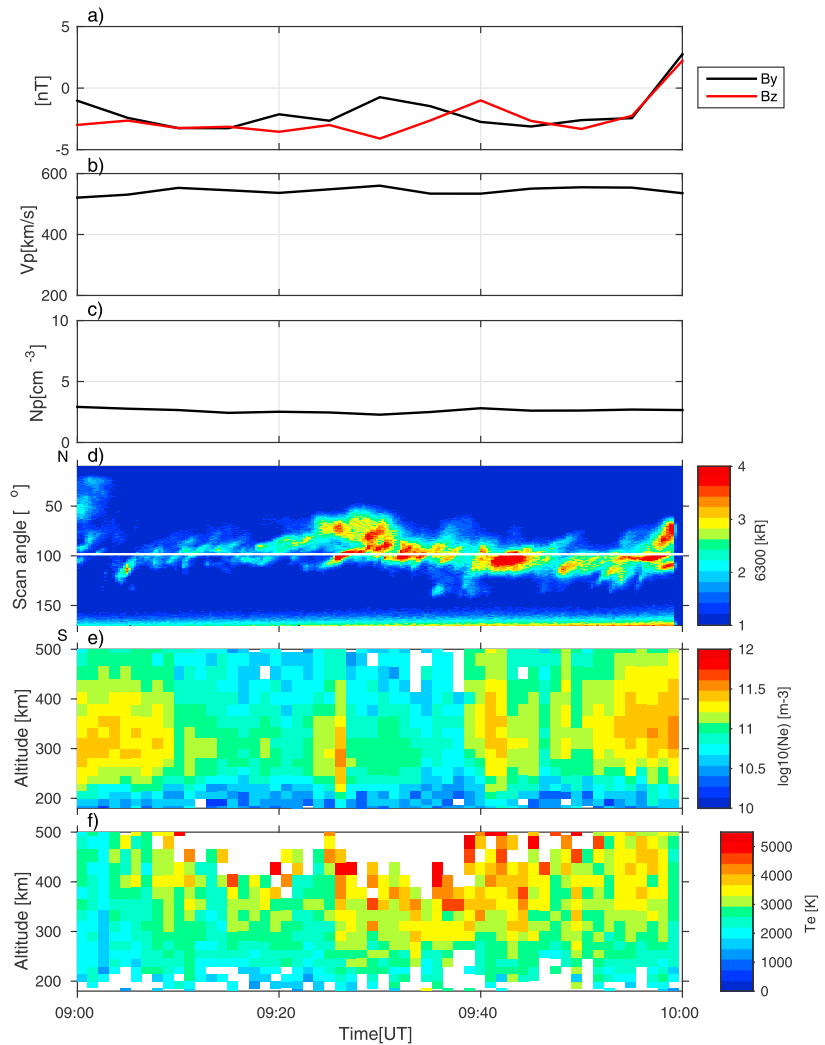 a)
5
0
-5
[nT]
By
Bz
b)
600
400
200
Vp[km/s]
c)
10
5
0
Np[cm -3]
N
d)
50
100
150
Scan angle [ o]
S
4
3
2
1
6300 [kR]
e)
500
400
300
200
Altitude [km]
12
11.5
11
10.5
10
log10(Ne) [m-3]
f)
500
400
300
200
Altitude [km]
5000
4000
3000
2000
1000
0
Te [K]
09:00
09:20
09:40
10:00
Time[UT]